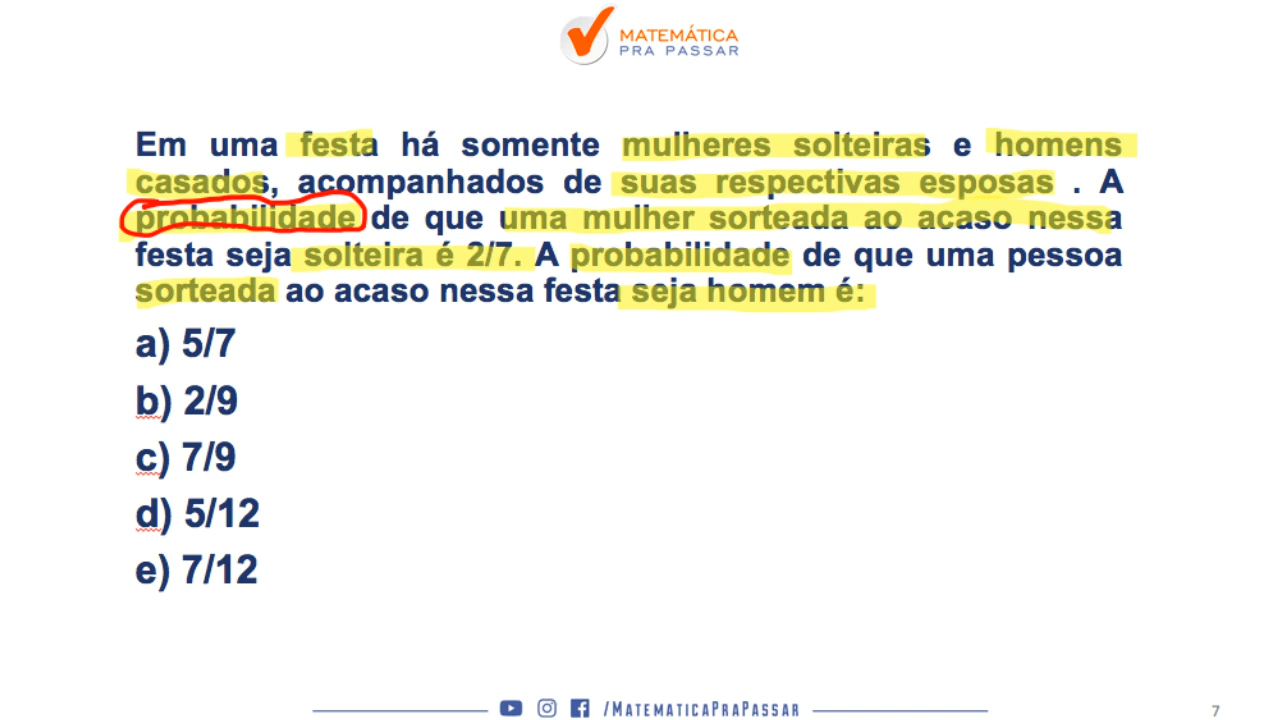 MATEMÁTICA
PRA PASSAR
Em uma festa há somente mulheres solteiras e homens
casados, acompanhados de suas respectivas esposas . A
probabilidade de que uma mulher sorteada ao acaso nessa
festa seja solteira é 2/7. A probabilidade de que uma pessoa
sorteada ao acaso nessa festa seja homem é:
a) 5/7
b) 2/9
c) 7/9
d) 5/12
e) 7/12
/MATEMATICAPRAPASSAR
7